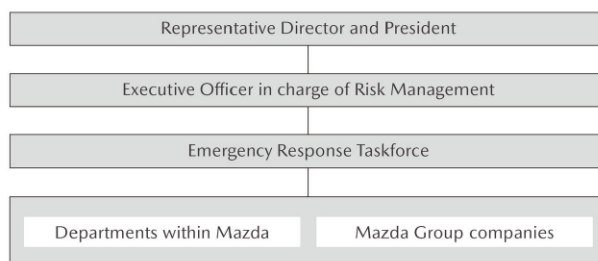 Representative Director and President
Executive Officer in charge of Risk Management
Emergency Response Taskforce
Departments within Mazda
Mazda Group companies